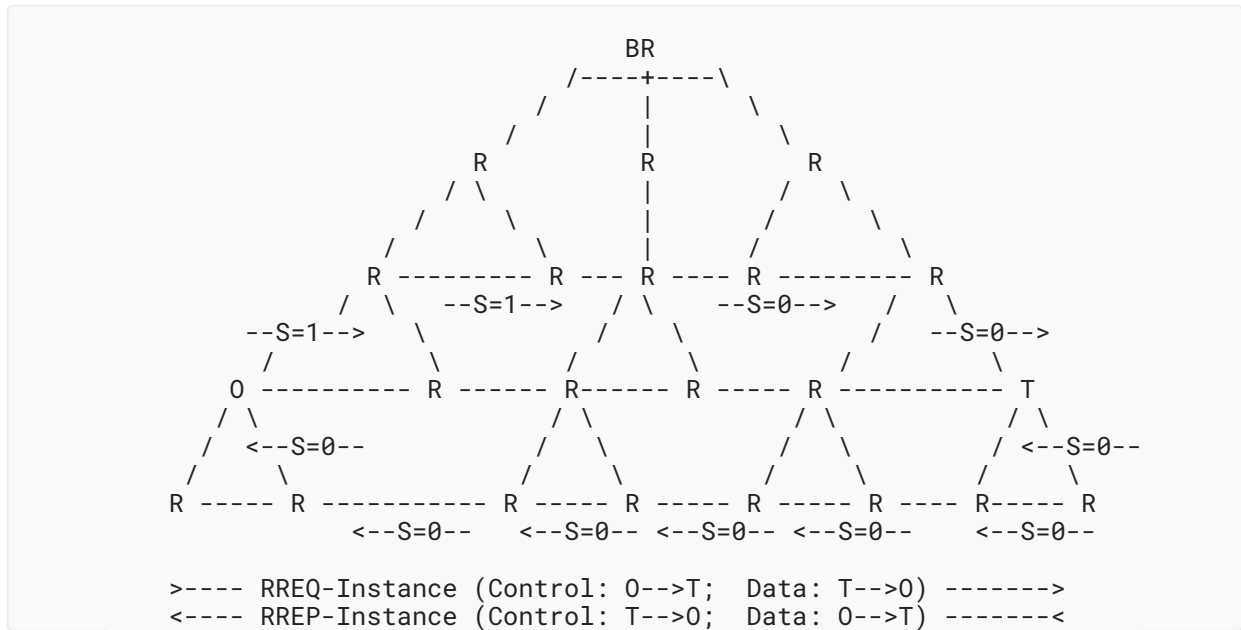 BR
/----+----\
/ | \
/ | \
R R R
/ \ | / \
/ \ | / \
/ \ | / \
R --------- R --- R ---- R --------- R
/ \ --S=1--> / \ --S=0--> / \
--S=1--> \ / \ / --S=0-->
/ \ / \ / \
O ---------- R ------ R------ R ----- R ----------- T
/ \ / \ / \ / \
/ <--S=0-- / \ / \ / <--S=0--
/ \ / \ / \ / \
R ----- R ----------- R ----- R ----- R ----- R ---- R----- R
<--S=0-- <--S=0-- <--S=0-- <--S=0-- <--S=0--
>---- RREQ-Instance (Control: O-->T; Data: T-->O) ------->
<---- RREP-Instance (Control: T-->O; Data: O-->T) -------<